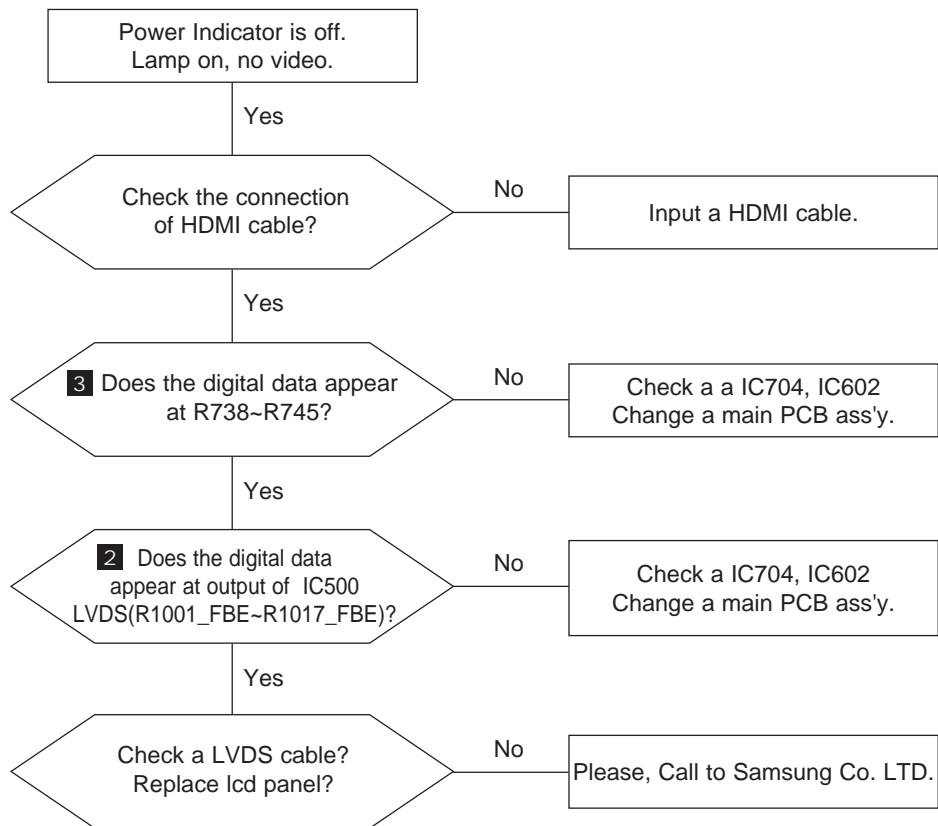 Power Indicator is off.
Lamp on, no video.
Yes
Check the connection
of HDMI cable?
No
Input a HDMI cable.
Yes
3 Does the digital data appear
at R738~R745?
No
Check a a IC704, IC602
Change a main PCB ass'y.
Yes
2 Does the digital data
appear at output of IC500
LVDS(R1001_FBE~R1017_FBE)?
No
Check a IC704, IC602
Change a main PCB ass'y.
Yes
Check a LVDS cable?
Replace lcd panel?
No
Please, Call to Samsung Co. LTD.